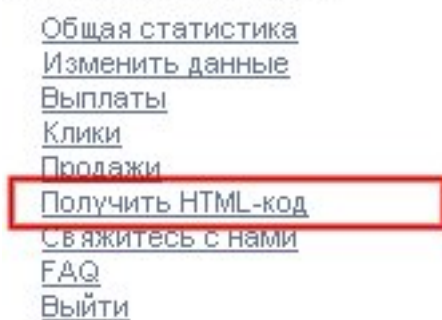 Общая статистика
Изменить данные
Выплаты
Клики
Продажи
Получить HTML-код
Свяжитесь с нами
FAQ
Выйти